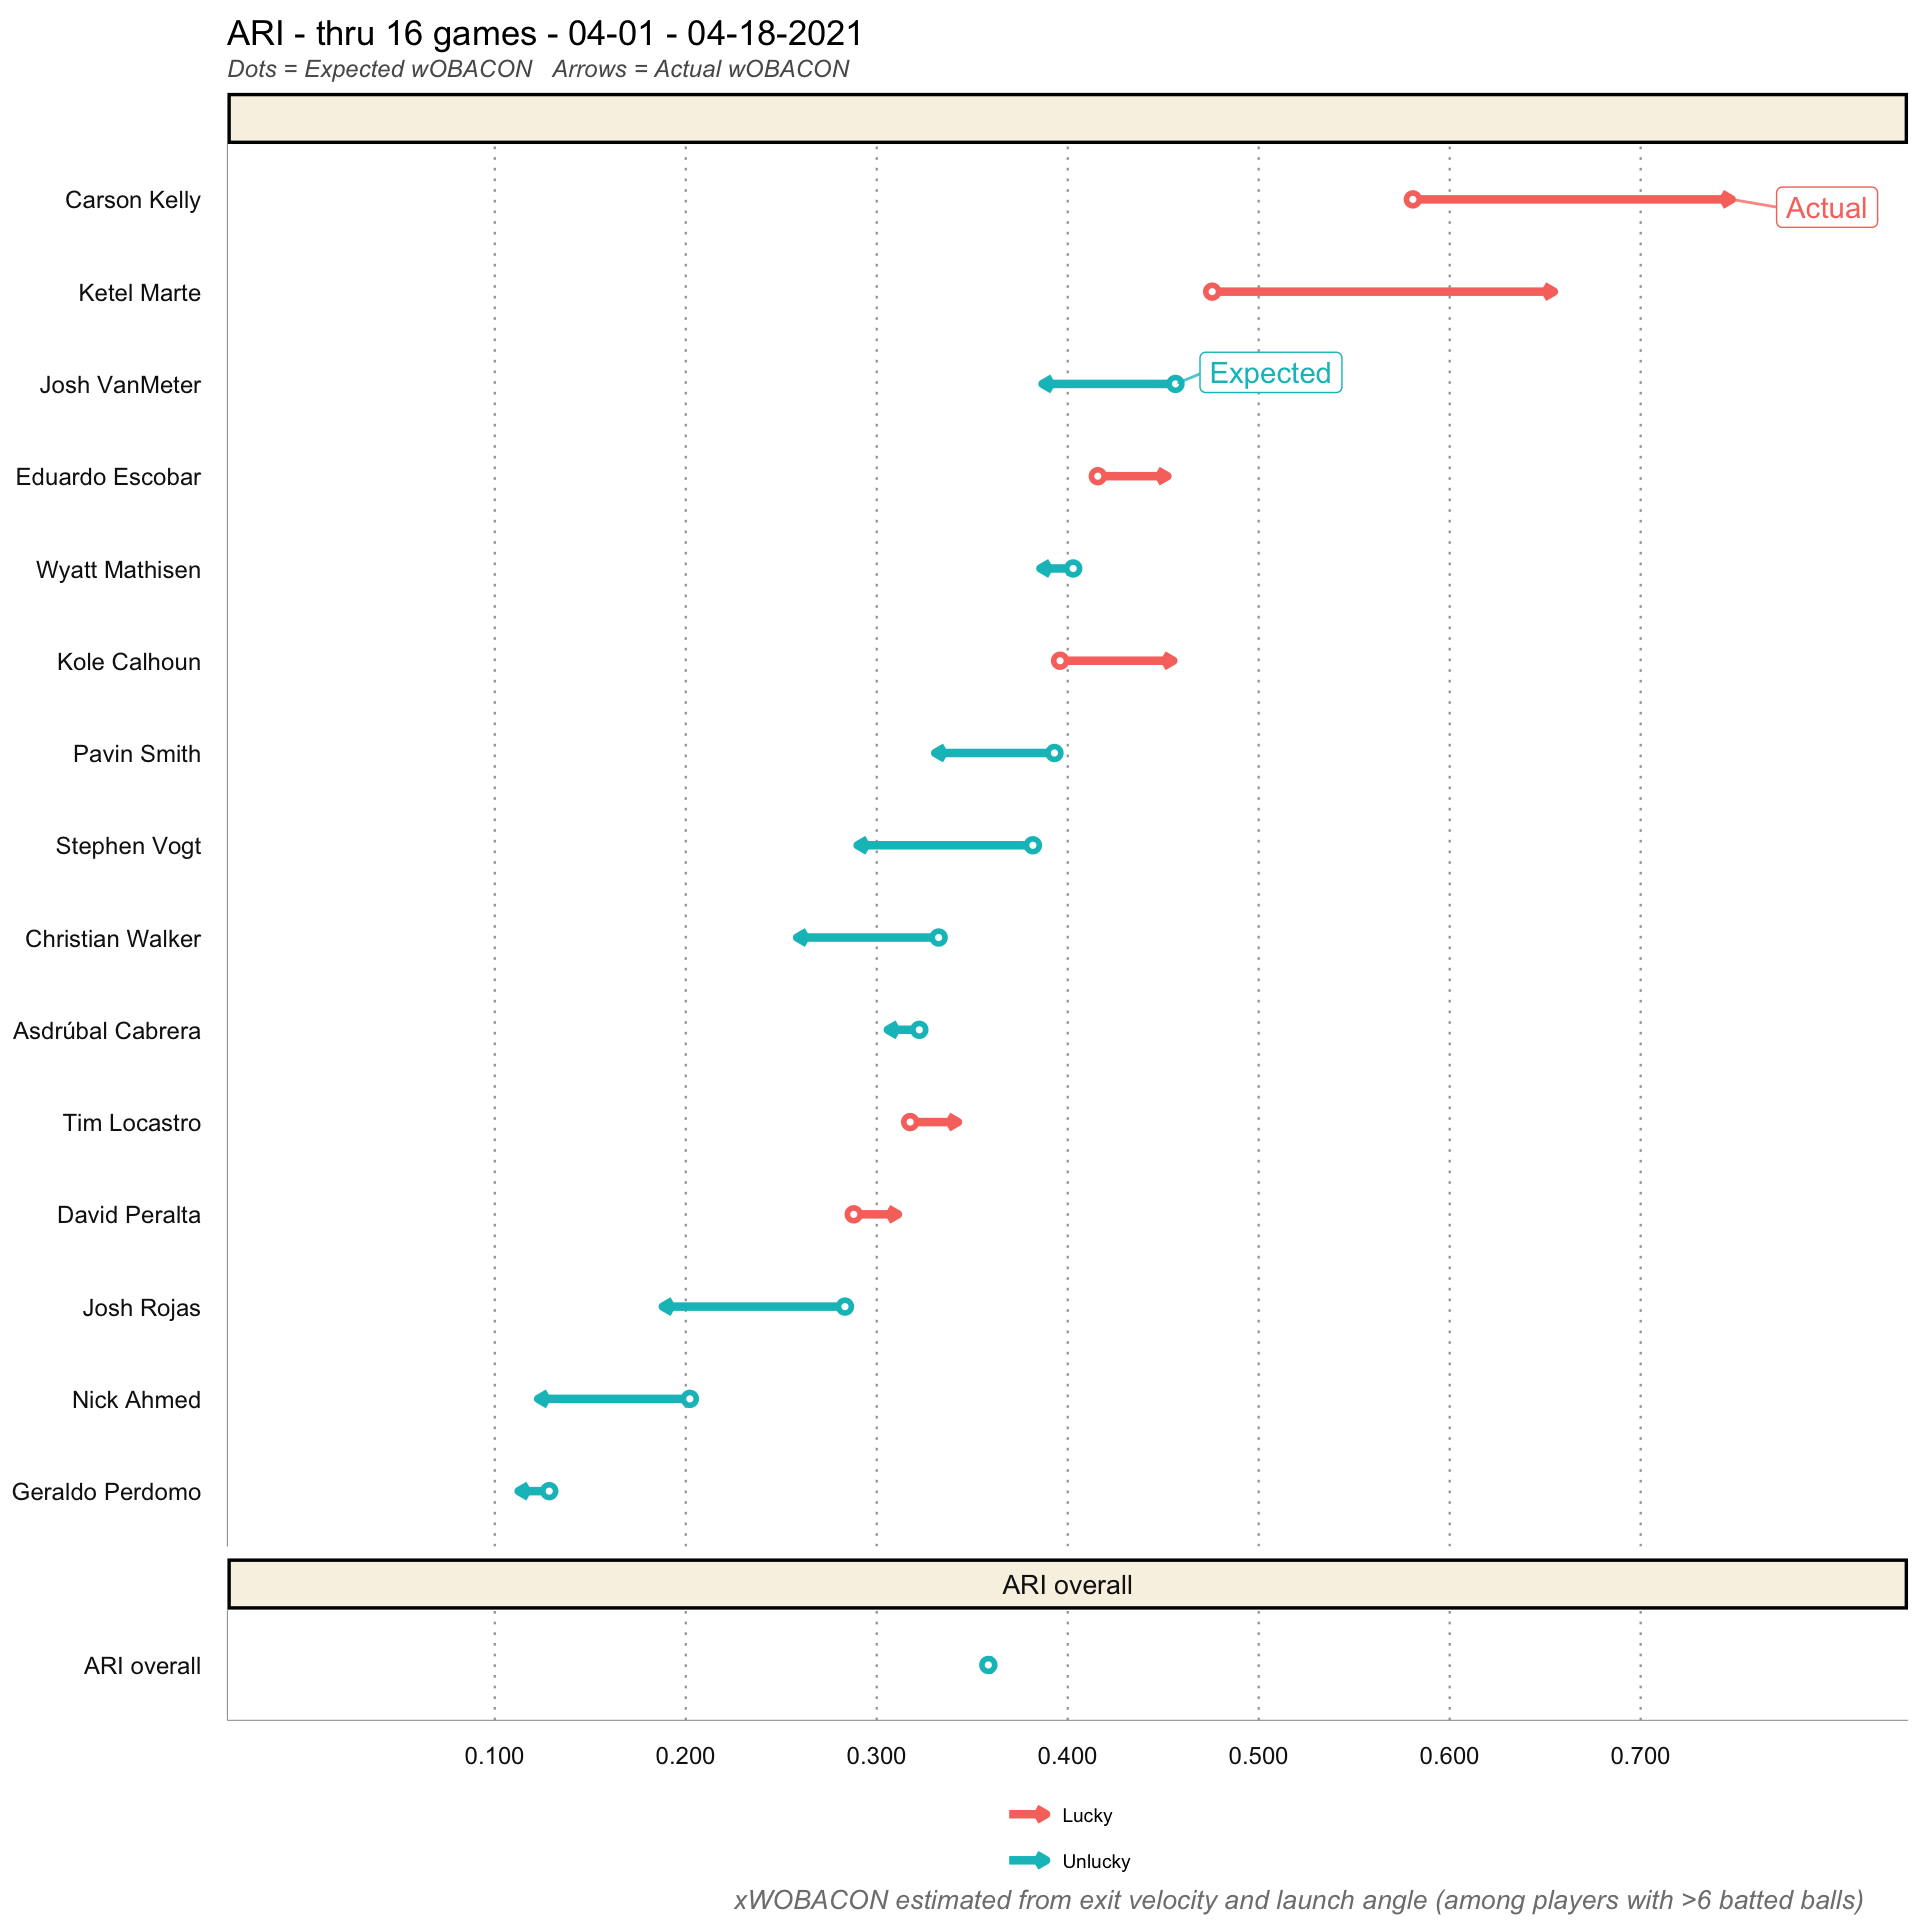 ARI - thru 16 games - 04-01 - 04-18-2021
Dots = Expected wOBACON   Arrows = Actual wOBACON
Carson Kelly
Actual
Ketel Marte
Josh VanMeter
Expected
Eduardo Escobar
Wyatt Mathisen
Kole Calhoun
Pavin Smith
Stephen Vogt
Christian Walker
Asdrúbal Cabrera
Tim Locastro
David Peralta
Josh Rojas
Nick Ahmed
Geraldo Perdomo
ARI overall
ARI overall
0.100 0.200 0.300 0.400 0.500 0.600 0.700
Lucky
Unlucky
xWOBACON estimated from exit velocity and launch angle (among players with >6 batted balls)